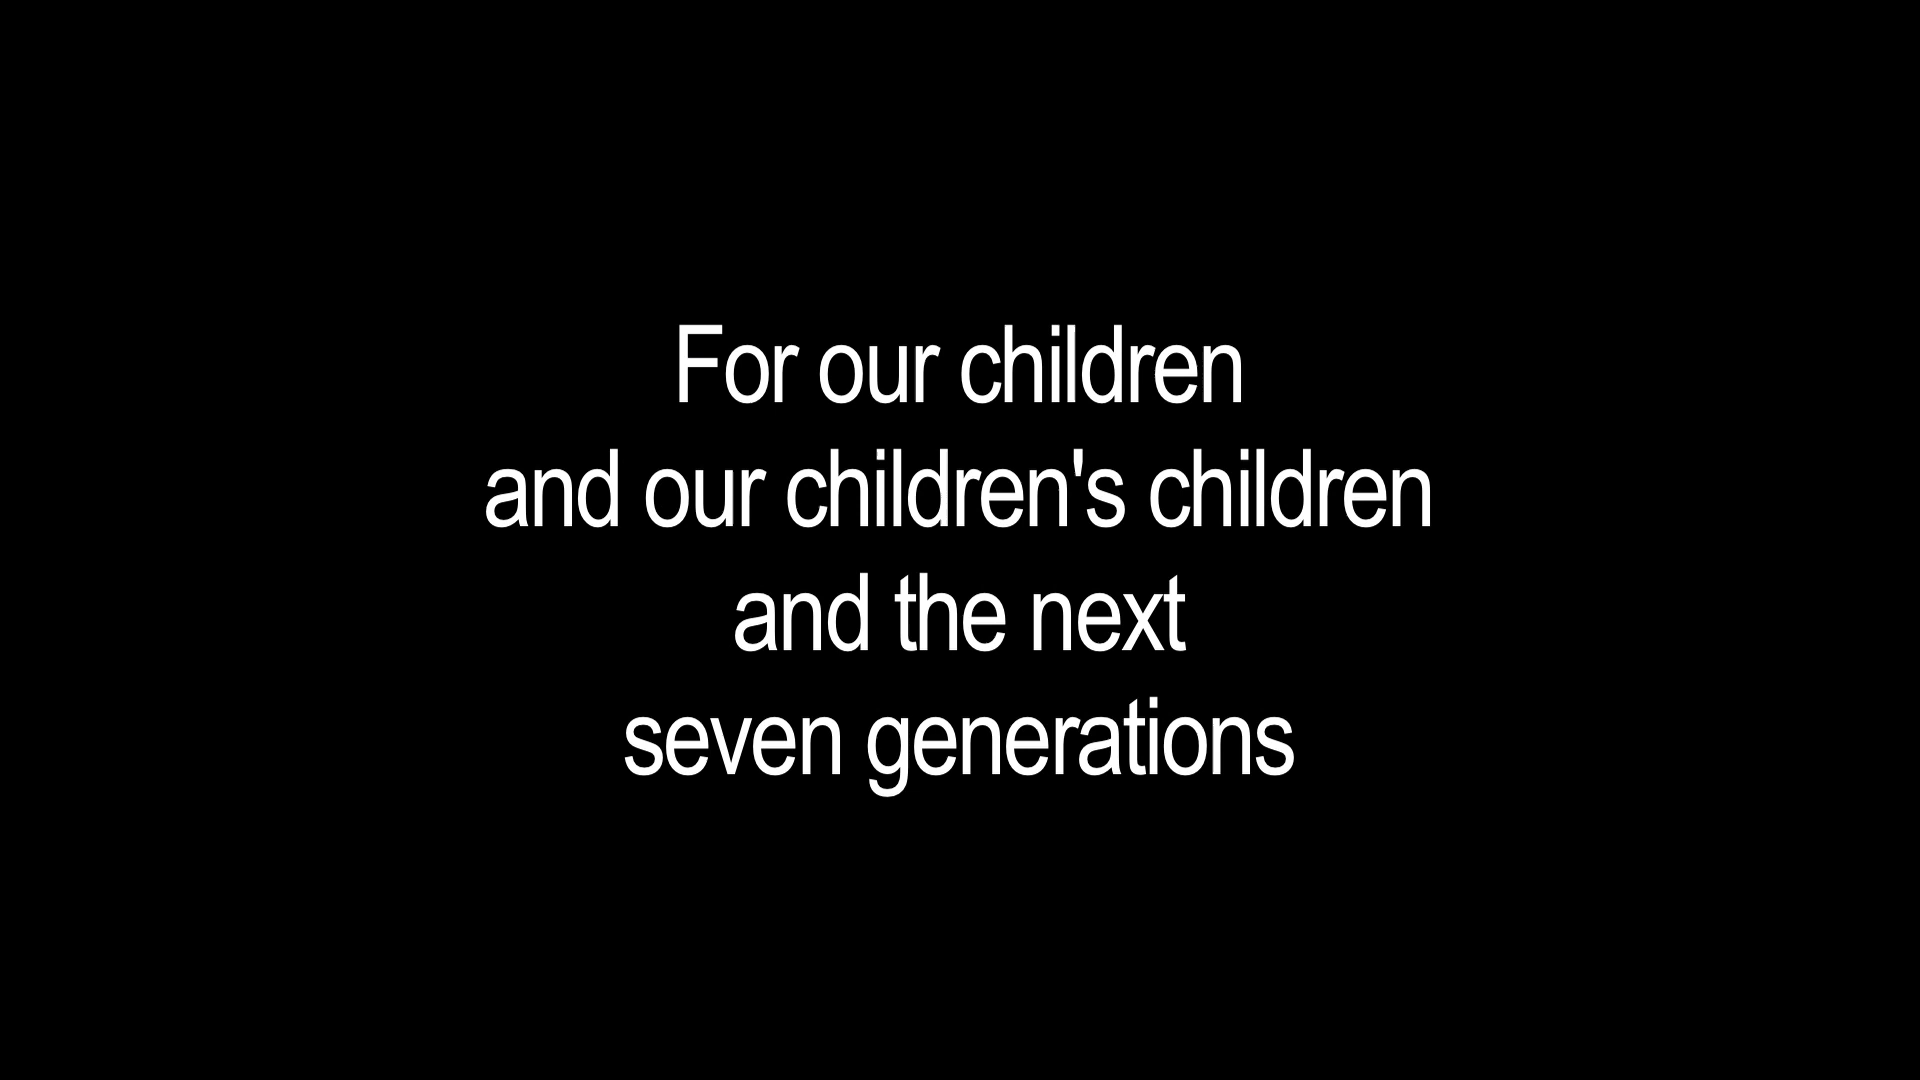 For our children
and our children's children
and the next
seven generations